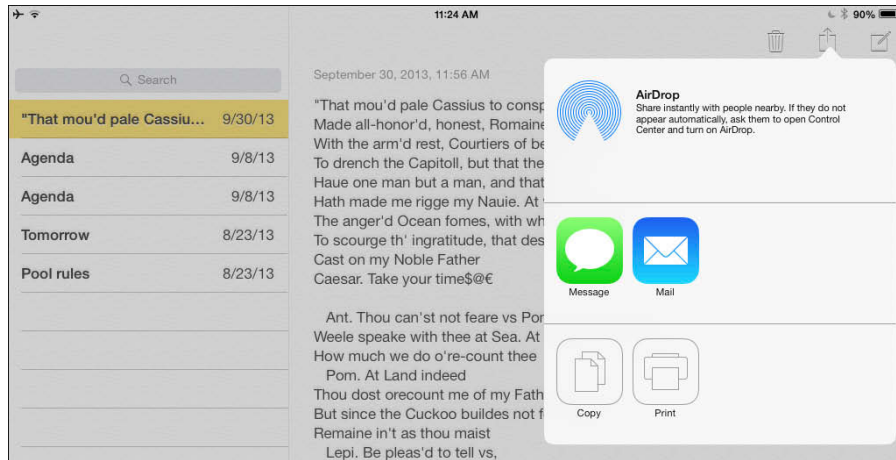 11:24 AM
90%
Search
"That mou'd pale Cassiu... 9/30/13
Agenda 9/8/13
Agenda 9/8/13
Tomorrow 8/23/13
Pool rules 8/23/13
September 30, 2013, 11:56 AM
"That mou'd pale Cassius to consp
Made all-honor'd, honest, Romaine
With the arm'd rest, Courtiers of be
To drench the Capitoll, but that the
Haue one man but a man, and that
Hath made me rigge my Nauie. At
The anger'd Ocean fomes, with wh
To scourge th' ingratitude, that des
Cast on my Noble Father
Caesar. Take your time$@€
Ant. Thou can'st not feare vs Pom
Weele speake with thee at Sea. At
How much we do o're-count thee
Pom. At Land indeed
Thou dost orecount me of my Fath
But since the Cuckoo buildes not f
Remaine in't as thou maist
Lepi. Be pleas'd to tell vs,
AirDrop
Share instantly with people nearby. If they do not
appear automatically, ask them to open Control
Center and turn on AirDrop.
Message Mail
Copy Print